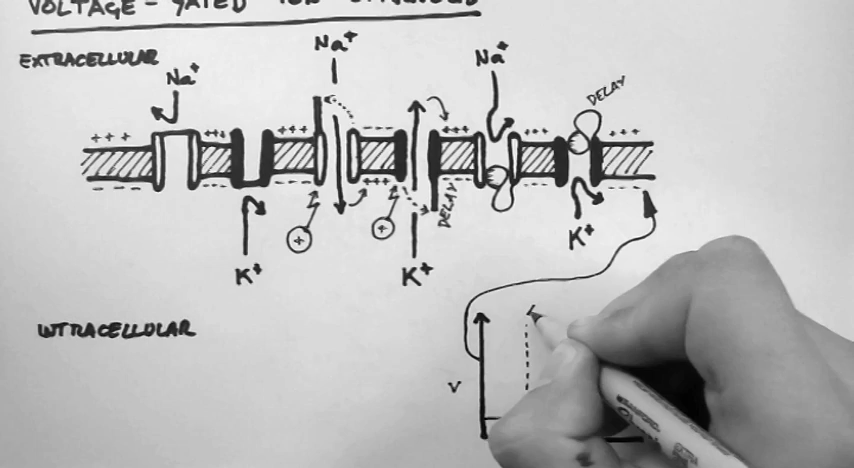 VOLTAGE - GATED ION CHANNELS
EXTRACELLULAR
Na⁺
Na⁺
Na⁺
DELAY
+++ +++ +++ ---- +++ +++ +++
---- --- --- +++ --- --- ----
DELAY
+ +
K⁺
K⁺
K⁺
INTRACELLULAR
V